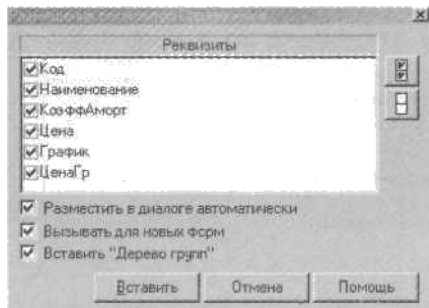 Реквизиты
Код
Наименование
КоэффАморт
Цена
График
ЦенаГр
Разместить в диалоге автоматически
Вызывать для новых форм
Вставить "Дерево групп"
Вставить
Отмена
Помощь